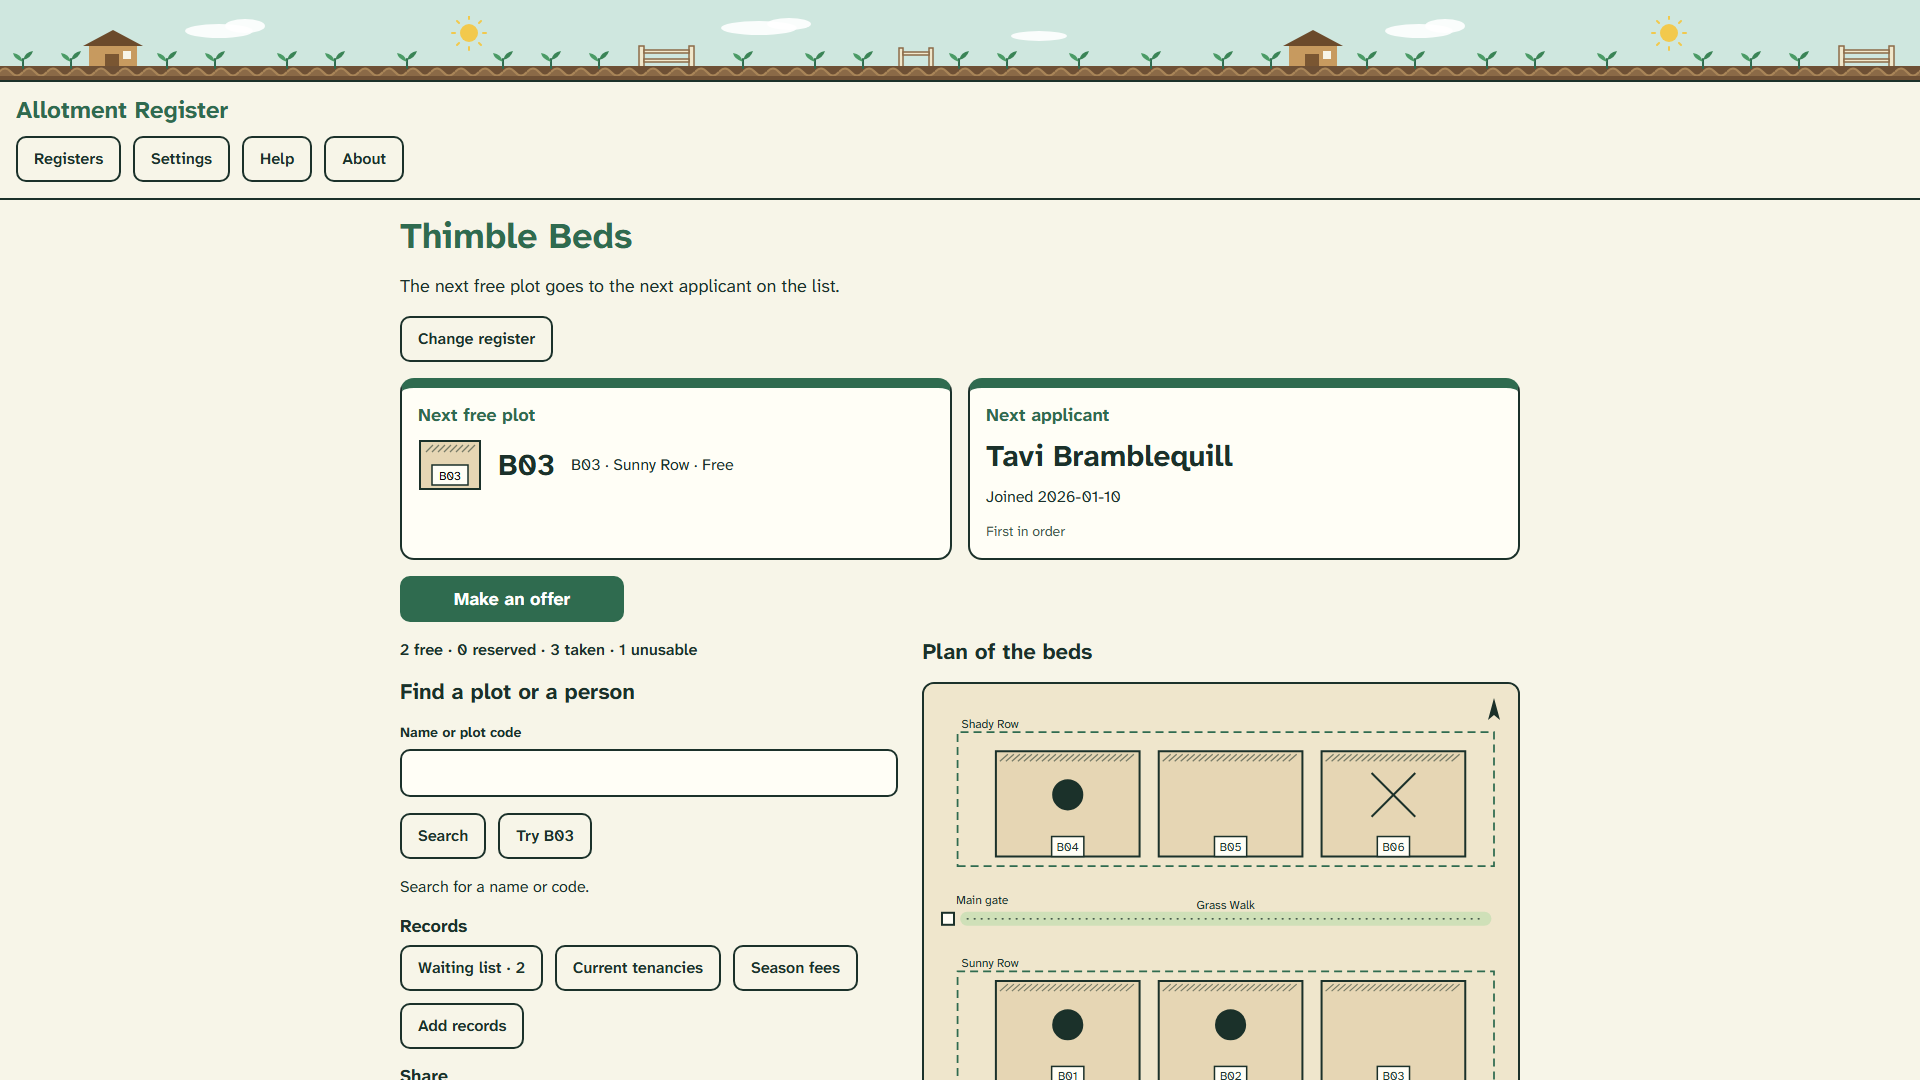 Allotment Register
Registers
Settings
Help
About
Thimble Beds
The next free plot goes to the next applicant on the list.
Change register
Next free plot
B03
B03
B03 · Sunny Row · Free
Next applicant
Tavi Bramblequill
Joined 2026-01-10
First in order
Make an offer
2 free · 0 reserved · 3 taken · 1 unusable
Find a plot or a person
Name or plot code
Search
Try B03
Search for a name or code.
Records
Waiting list · 2
Current tenancies
Season fees
Add records
Share
Plan of the beds
Shady Row
B04
B05
B06
Main gate
Grass Walk
Sunny Row
B01
B02
B03